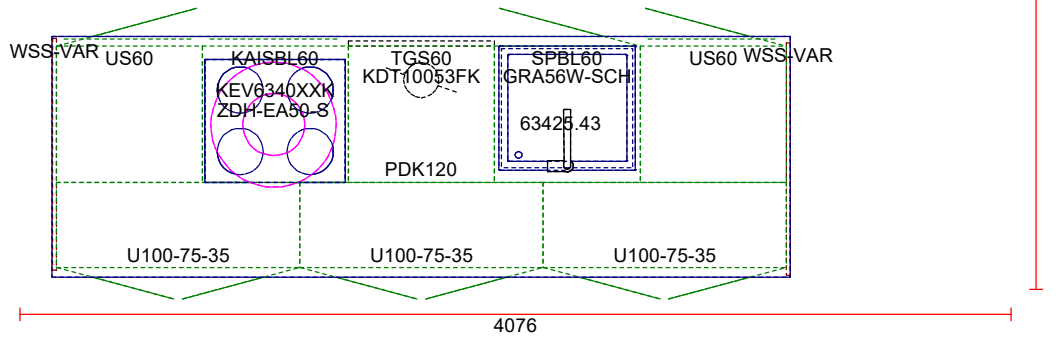 WSS-VAR
US60
KAISBL60
KEV6340XXK
ZDH-EA50-S
TGS60
KDT10053FK
SPBL60
GRA56W-SCH
63425.43
US60
WSS-VAR
PDK120
U100-75-35
U100-75-35
U100-75-35
4076